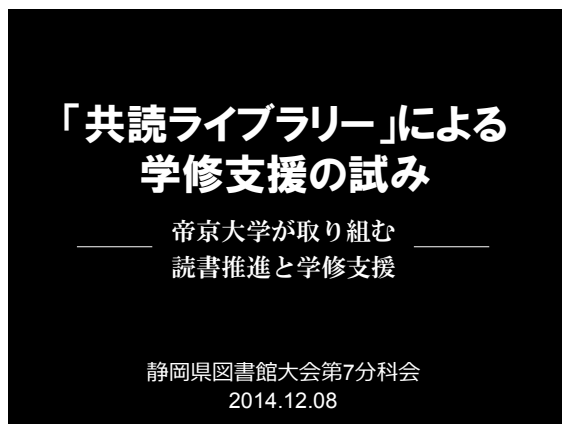 「共読ライブラリー」による
学修支援の試み
帝京大学が取り組む
読書推進と学修支援
静岡県図書館大会第7分科会
2014.12.08